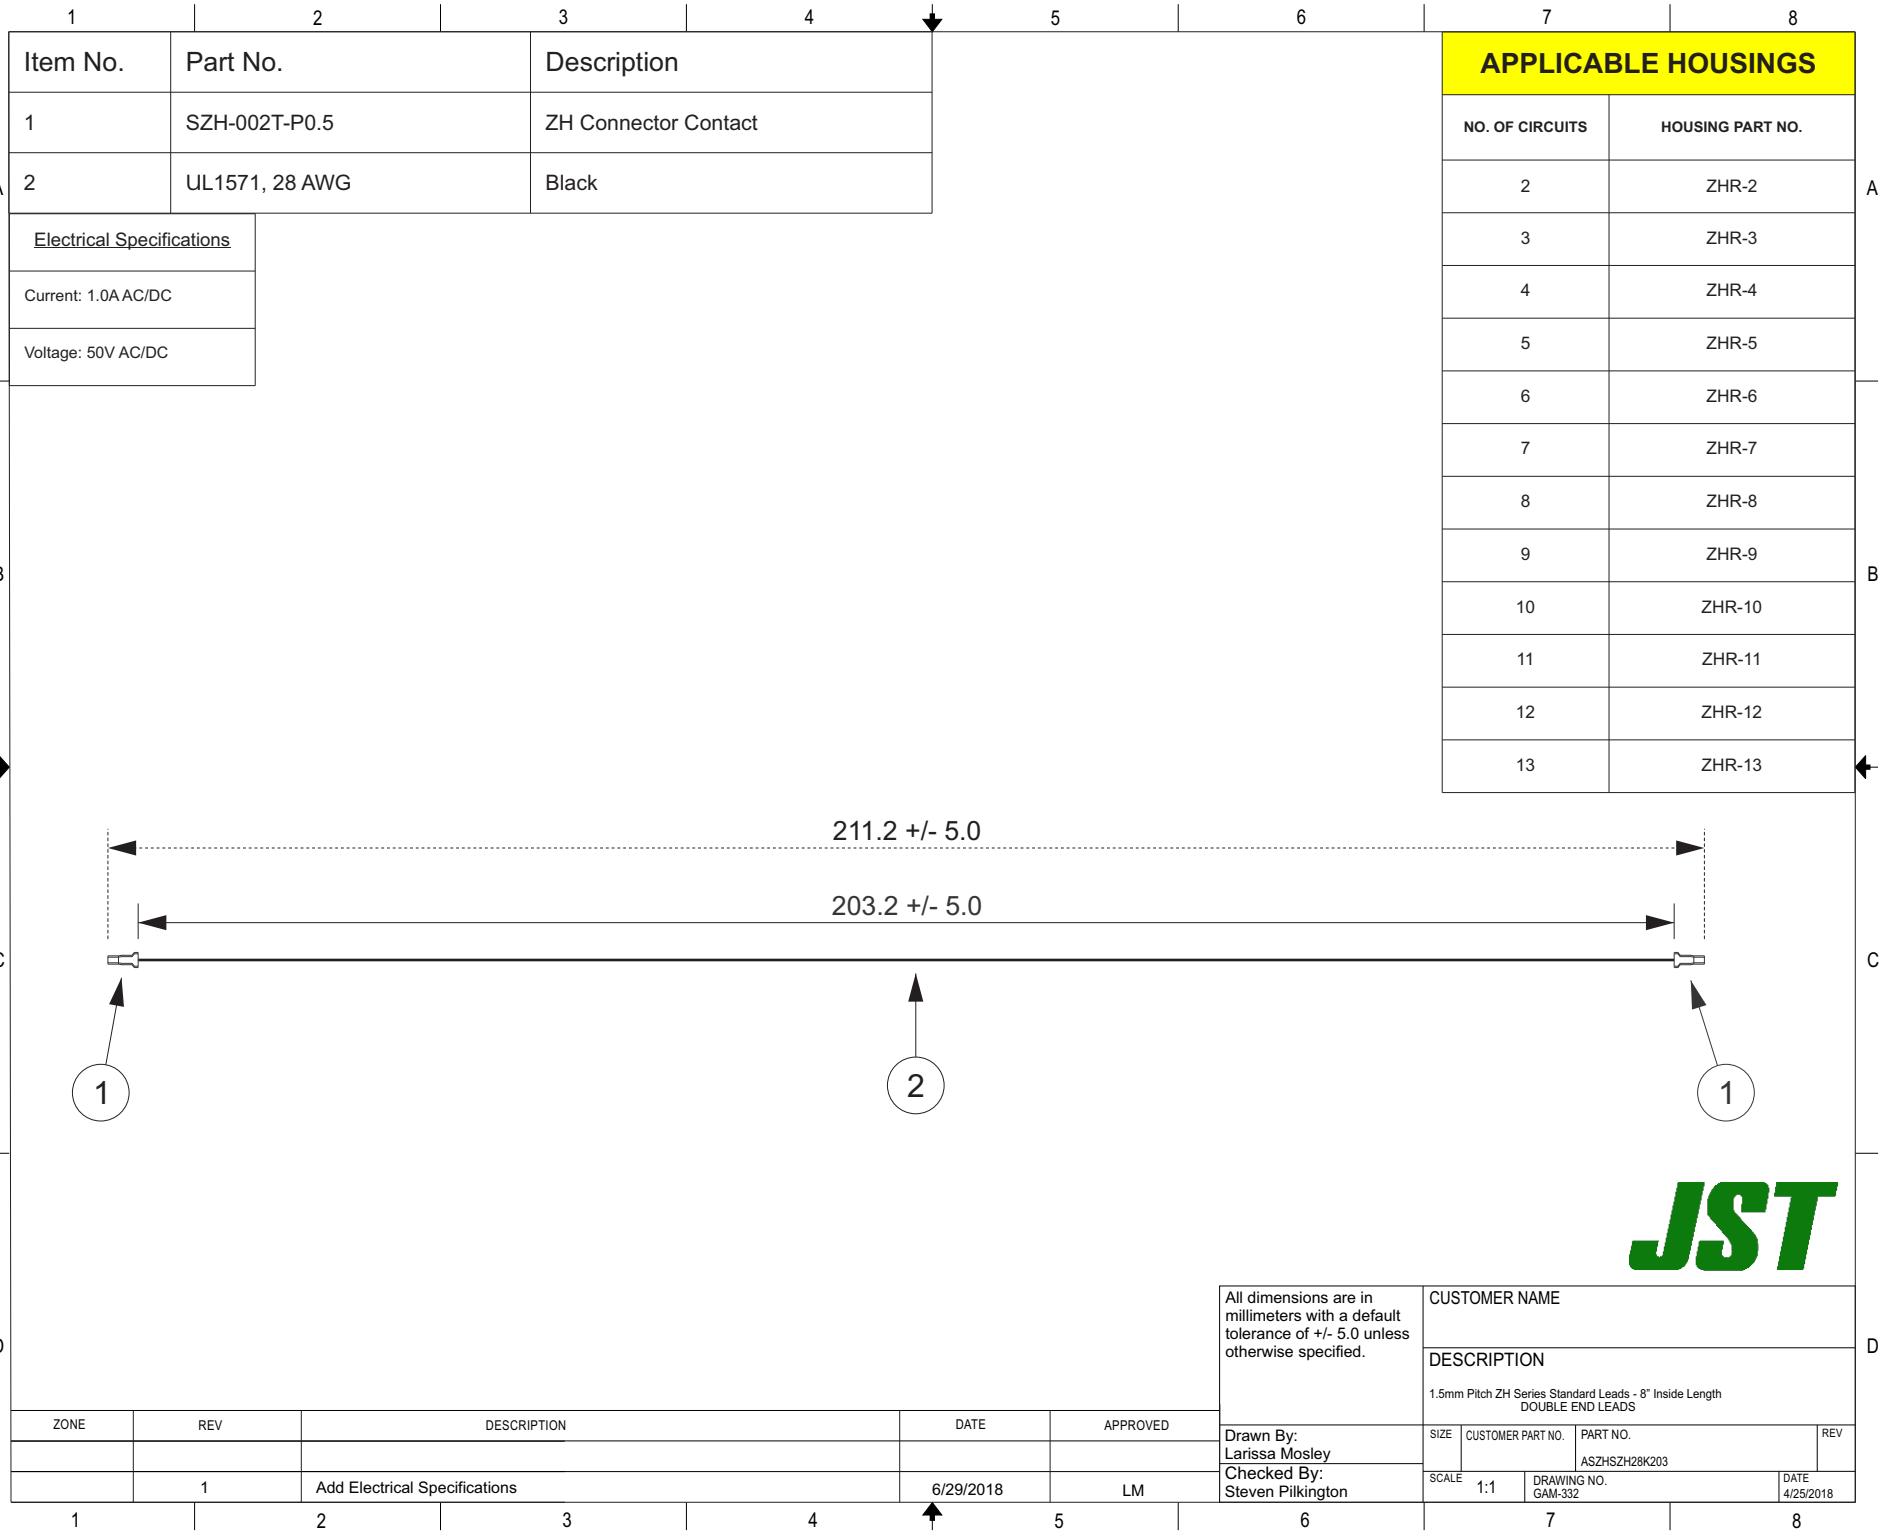 1 2 3 4 5 6 7 8
Item No. Part No. Description
1 SZH-002T-P0.5 ZH Connector Contact
2 UL1571, 28 AWG Black
Electrical Specifications
Current: 1.0A AC/DC
Voltage: 50V AC/DC
APPLICABLE HOUSINGS
NO. OF CIRCUITS HOUSING PART NO.
2 ZHR-2
3 ZHR-3
4 ZHR-4
5 ZHR-5
6 ZHR-6
7 ZHR-7
8 ZHR-8
9 ZHR-9
10 ZHR-10
11 ZHR-11
12 ZHR-12
13 ZHR-13
A
B
C
D
211.2 +/- 5.0
203.2 +/- 5.0
1 2 1
JST
All dimensions are in
millimeters with a default
tolerance of +/- 5.0 unless
otherwise specified.
CUSTOMER NAME
DESCRIPTION
1.5mm Pitch ZH Series Standard Leads - 8" Inside Length
DOUBLE END LEADS
Drawn By:
Larissa Mosley
Checked By:
Steven Pilkington
SIZE CUSTOMER PART NO. PART NO. REV
ASZHSZH28K203
SCALE 1:1 DRAWING NO. DATE
GAM-332 4/25/2018
ZONE REV DESCRIPTION DATE APPROVED
1 Add Electrical Specifications 6/29/2018 LM
1 2 3 4 5 6 7 8